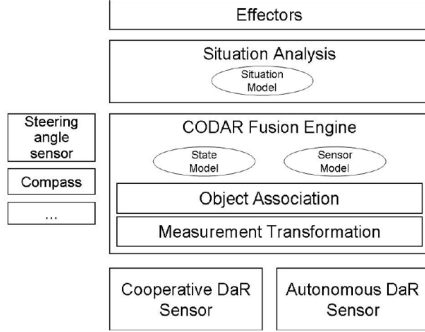 Effectors
Situation Analysis
Situation
Model
Steering
angle
sensor
Compass
...
CODAR Fusion Engine
State
Model
Sensor
Model
Object Association
Measurement Transformation
Cooperative DaR
Sensor
Autonomous DaR
Sensor